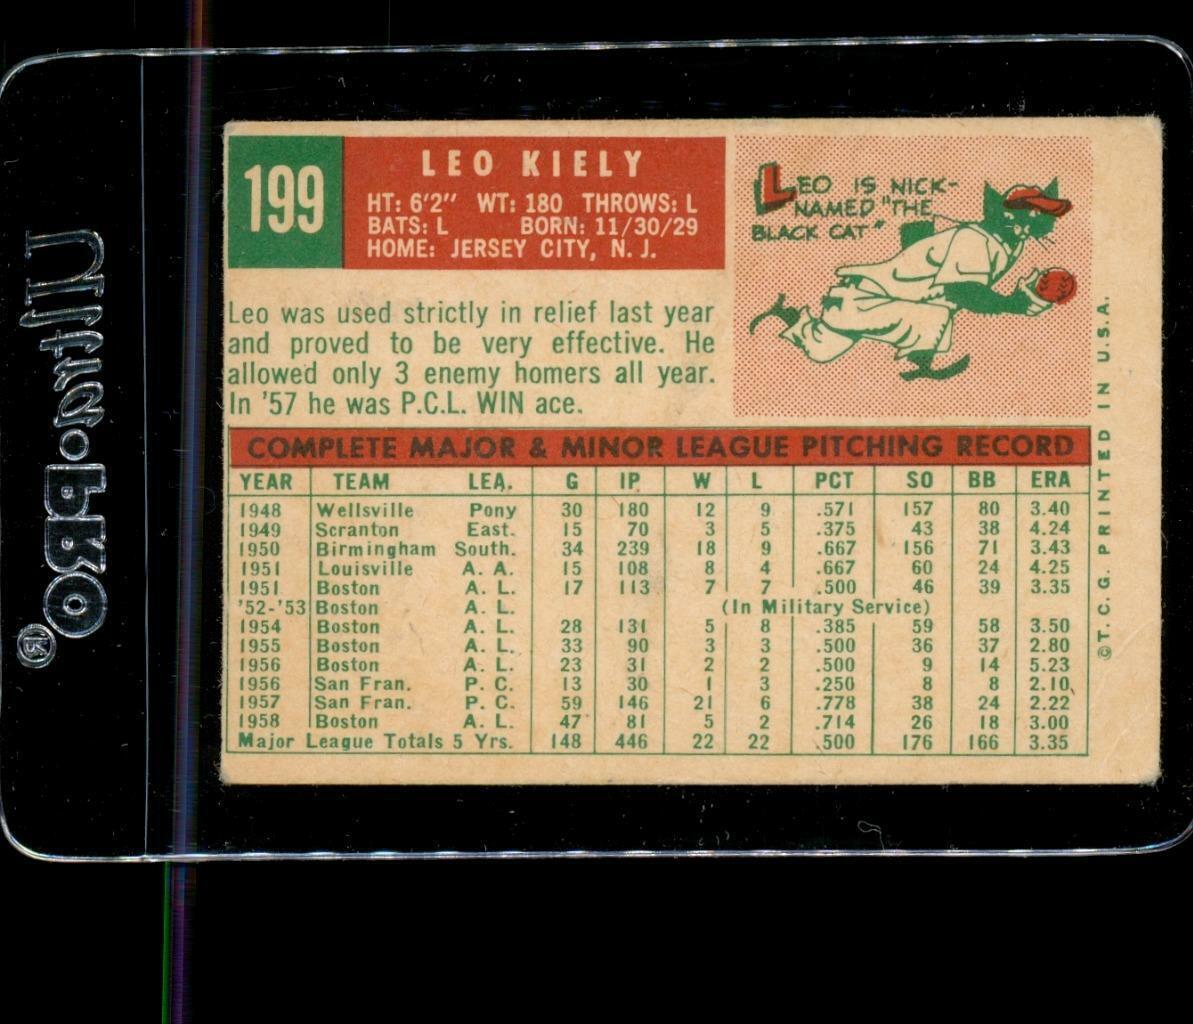 199
LEO KIELY
HT: 6'2" WT: 180 THROWS: L
BATS: L BORN: 11/30/29
HOME: JERSEY CITY, N. J.
LEO IS NICK-
NAMED "THE
BLACK CAT"
Leo was used strictly in relief last year
and proved to be very effective. He
allowed only 3 enemy homers all year.
In '57 he was P.C.L. WIN ace.
COMPLETE MAJOR & MINOR LEAGUE PITCHING RECORD
YEAR TEAM LEA. G IP W L PCT SO BB ERA
1948 Wellsville Pony 30 180 12 9 .571 157 80 3.40
1949 Scranton East. 15 70 3 5 .375 43 38 4.24
1950 Birmingham South. 34 239 18 9 .667 156 71 3.43
1951 Louisville A. A. 15 108 8 4 .667 60 24 4.25
1951 Boston A. L. 17 113 7 7 .500 46 39 3.35
'52-'53 Boston A. L. (In Military Service)
1954 Boston A. L. 28 131 5 8 .385 59 58 3.50
1955 Boston A. L. 33 90 3 3 .500 36 37 2.80
1956 Boston A. L. 23 31 2 2 .500 9 14 5.23
1956 San Fran. P. C. 13 30 1 3 .250 8 8 2.10
1957 San Fran. P. C. 59 146 21 6 .778 38 24 2.22
1958 Boston A. L. 47 81 5 2 .714 26 18 3.00
Major League Totals 5 Yrs. 148 446 22 22 .500 176 166 3.35
©T.C.G. PRINTED IN U.S.A.
Ultra•PRO®